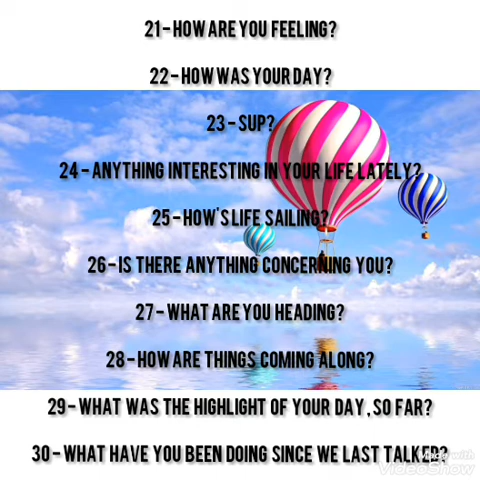 21 - HOW ARE YOU FEELING?
22 - HOW WAS YOUR DAY?
23 - SUP?
24 - ANYTHING INTERESTING IN YOUR LIFE LATELY?
25 - HOW'S LIFE SAILING?
26 - IS THERE ANYTHING CONCERNING YOU?
27 - WHAT ARE YOU HEADING?
28 - HOW ARE THINGS COMING ALONG?
29 - WHAT WAS THE HIGHLIGHT OF YOUR DAY , SO FAR?
30 - WHAT HAVE YOU BEEN DOING SINCE WE LAST TALKED?
Made with
VideoShow